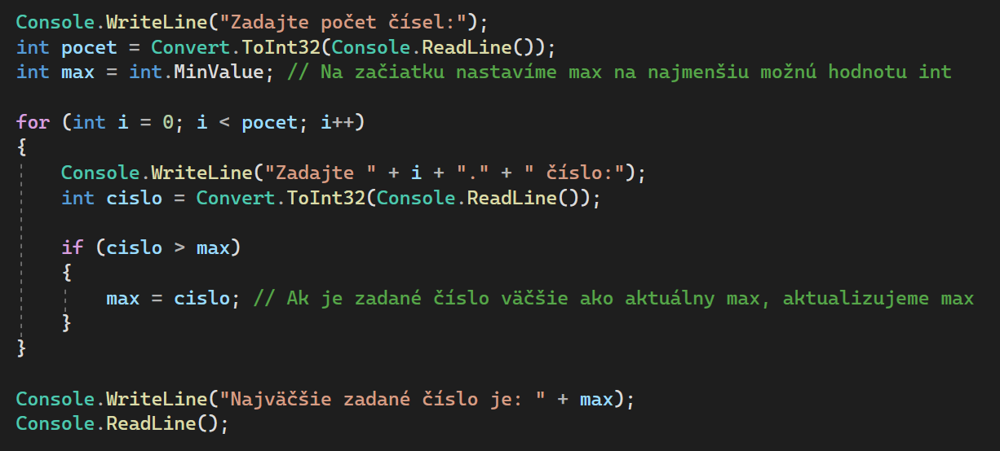 Console.WriteLine("Zadajte počet čísel:");
int pocet = Convert.ToInt32(Console.ReadLine());
int max = int.MinValue; // Na začiatku nastavíme max na najmenšiu možnú hodnotu int
for (int i = 0; i < pocet; i++)
{
Console.WriteLine("Zadajte " + i + "." + " číslo:");
int cislo = Convert.ToInt32(Console.ReadLine());
if (cislo > max)
{
max = cislo; // Ak je zadané číslo väčšie ako aktuálny max, aktualizujeme max
}
}
Console.WriteLine("Najväčšie zadané číslo je: " + max);
Console.ReadLine();